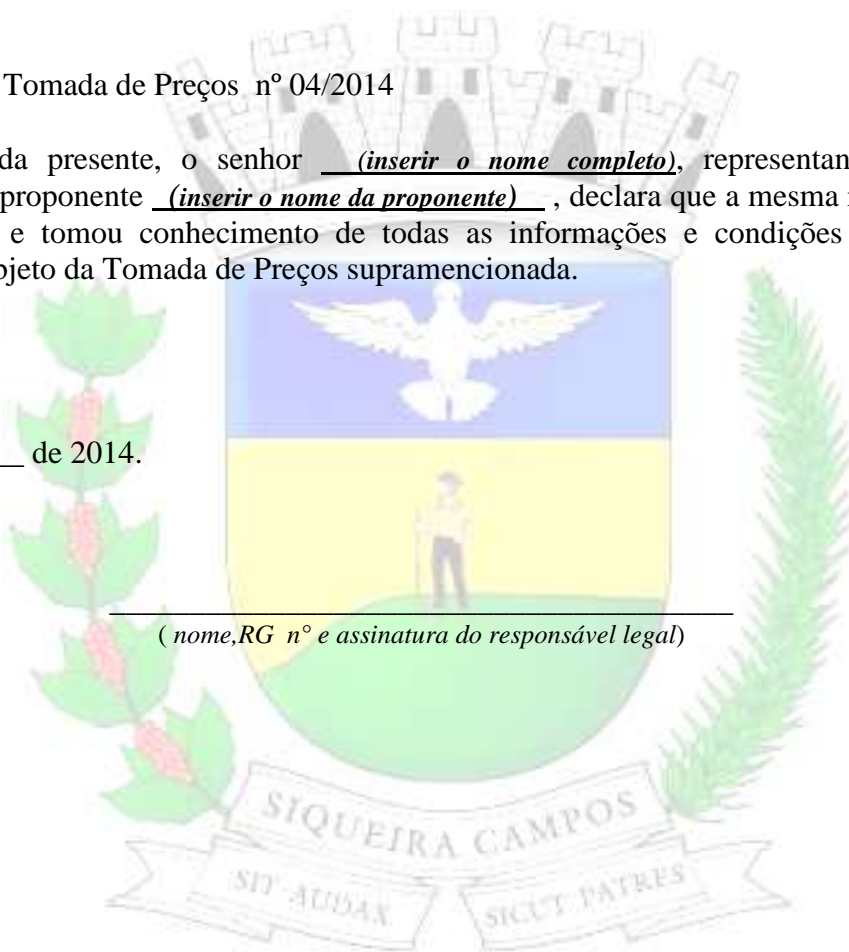 Tomada de Preços nº 04/2014
da presente, o senhor (inserir o nome completo), representan
proponente (inserir o nome da proponente) , declara que a mesma
e tomou conhecimento de todas as informações e condições
jeto da Tomada de Preços supramencionada.
__ de 2014.
( nome,RG n° e assinatura do responsável legal)
SIQUEIRA CAMPOS
SIT AUDAX SICUT PATRES